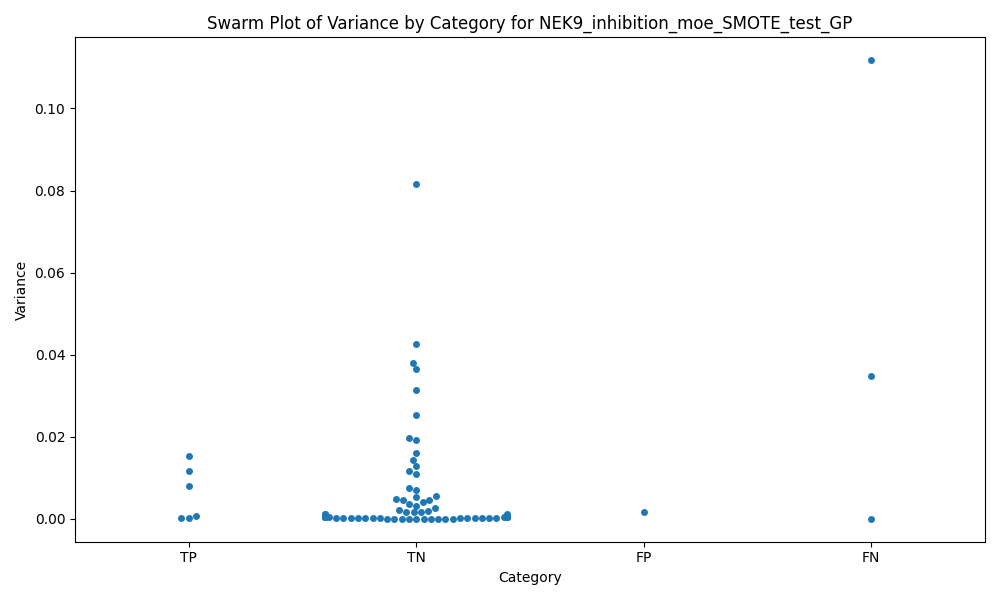 Swarm Plot of Variance by Category for NEK9_inhibition_moe_SMOTE_test_GP
Variance
0.10
0.08
0.06
0.04
0.02
0.00
TP TN FP FN
Category